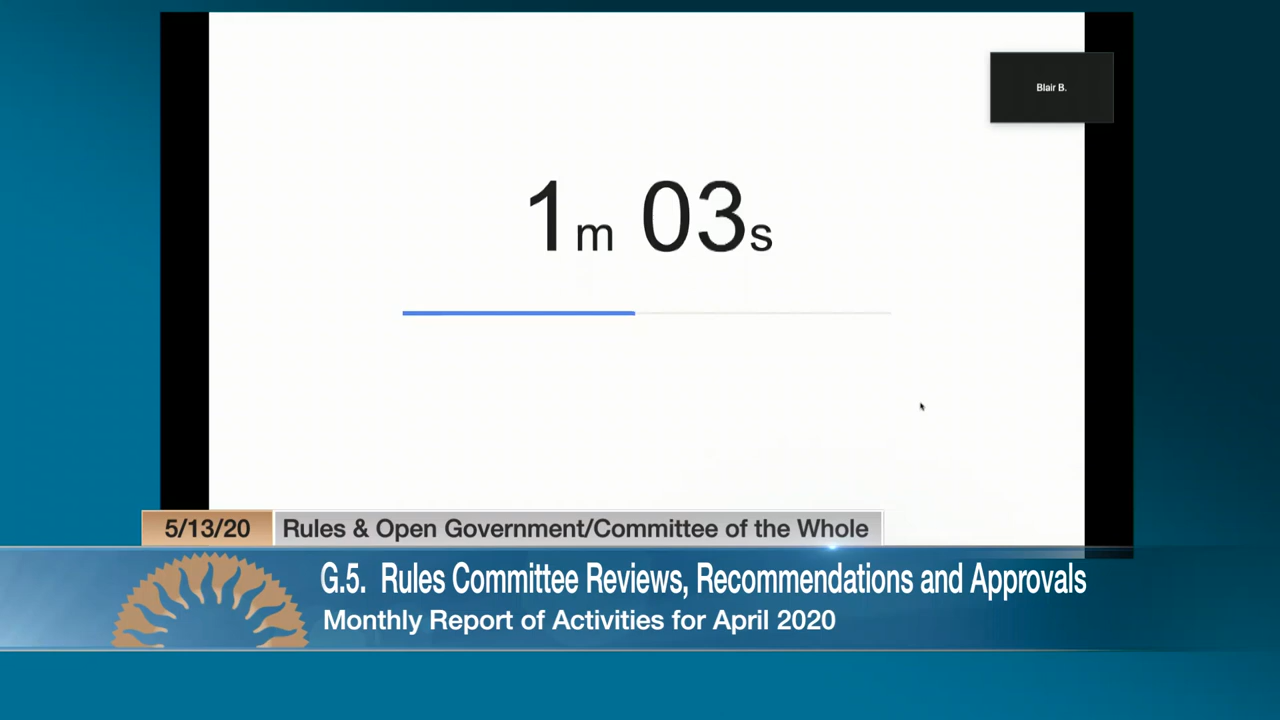 Blair B.
1m 03s
5/13/20 Rules & Open Government/Committee of the Whole
G.5. Rules Committee Reviews, Recommendations and Approvals
Monthly Report of Activities for April 2020